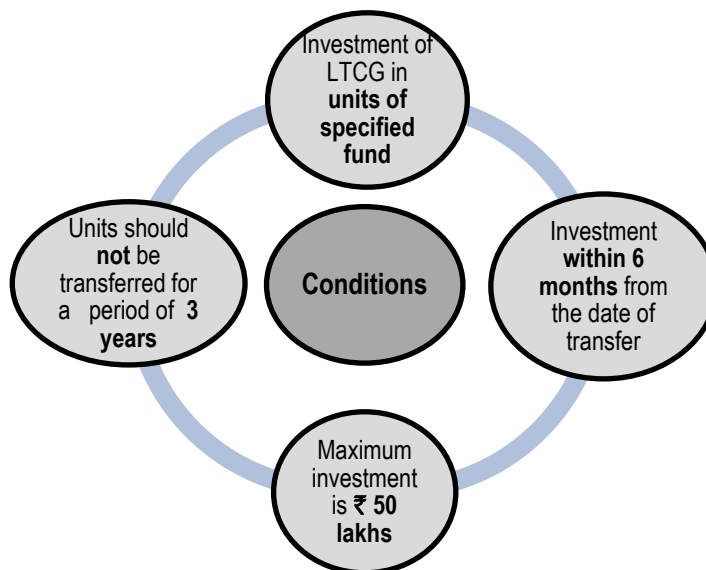 Investment of
LTCG in
units of
specified
fund
Units should
not be
transferred for
a period of 3
years
Conditions
Investment
within 6
months from
the date of
transfer
Maximum
investment
is ₹ 50
lakhs